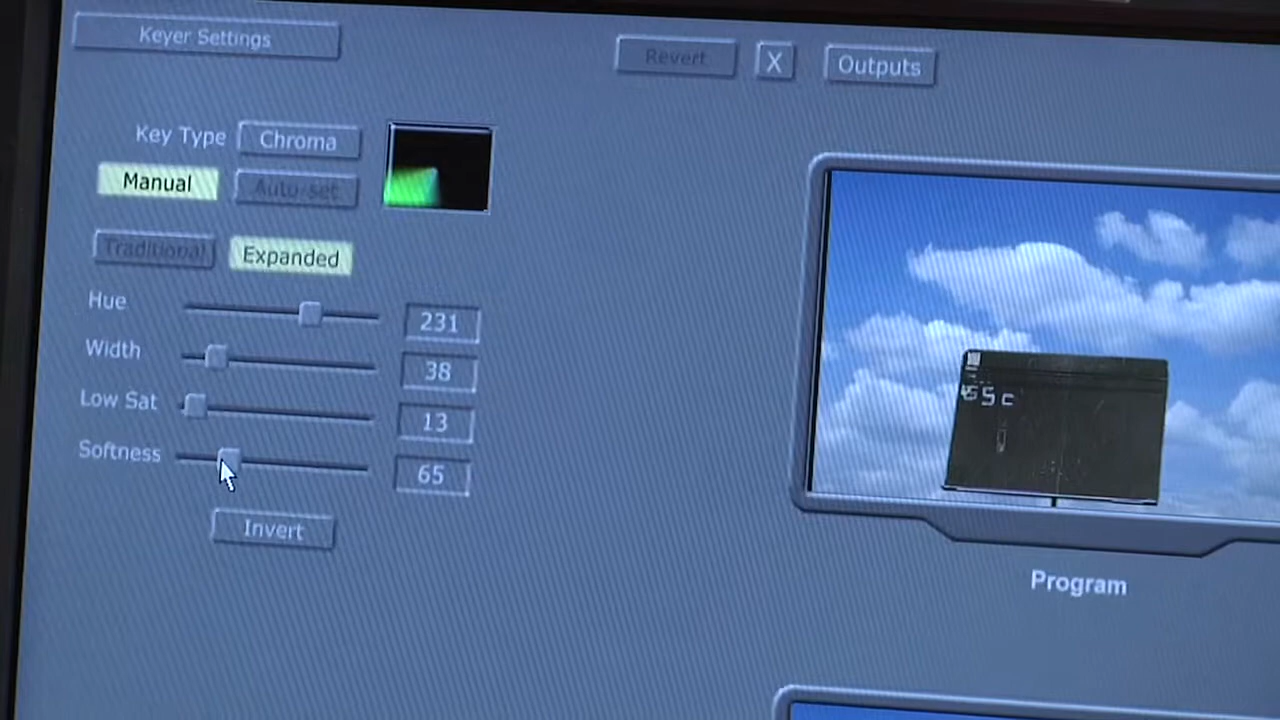 Keyer Settings
Revert
X
Outputs
Key Type
Chroma
Manual
Auto-set
Traditional
Expanded
Hue
231
Width
38
Low Sat
13
Softness
65
Invert
Program